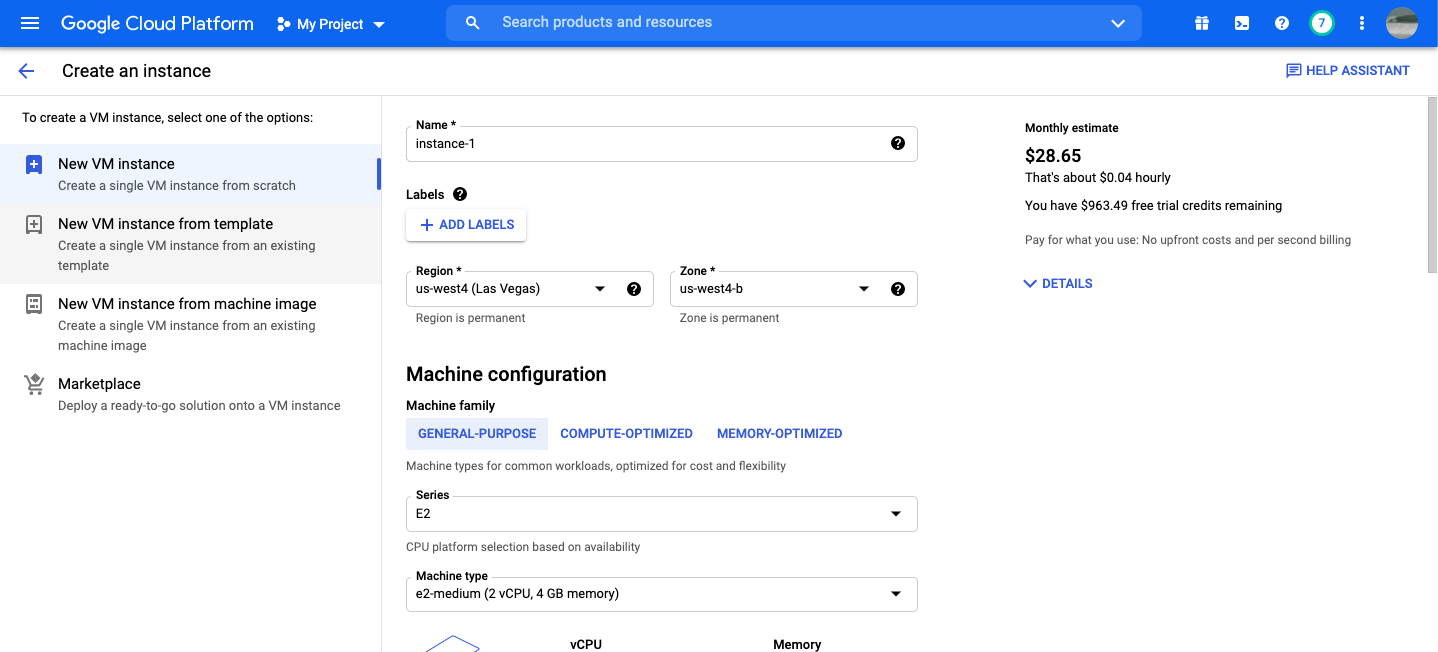 Google Cloud Platform
My Project
Search products and resources
7
Create an instance
HELP ASSISTANT
To create a VM instance, select one of the options:
New VM instance
Create a single VM instance from scratch
New VM instance from template
Create a single VM instance from an existing
template
New VM instance from machine image
Create a single VM instance from an existing
machine image
Marketplace
Deploy a ready-to-go solution onto a VM instance
Name *
instance-1
Labels
ADD LABELS
Region *
us-west4 (Las Vegas)
Region is permanent
Zone *
us-west4-b
Zone is permanent
Machine configuration
Machine family
GENERAL-PURPOSE
COMPUTE-OPTIMIZED
MEMORY-OPTIMIZED
Machine types for common workloads, optimized for cost and flexibility
Series
E2
CPU platform selection based on availability
Machine type
e2-medium (2 vCPU, 4 GB memory)
vCPU
Memory
Monthly estimate
$28.65
That's about $0.04 hourly
You have $963.49 free trial credits remaining
Pay for what you use: No upfront costs and per second billing
DETAILS